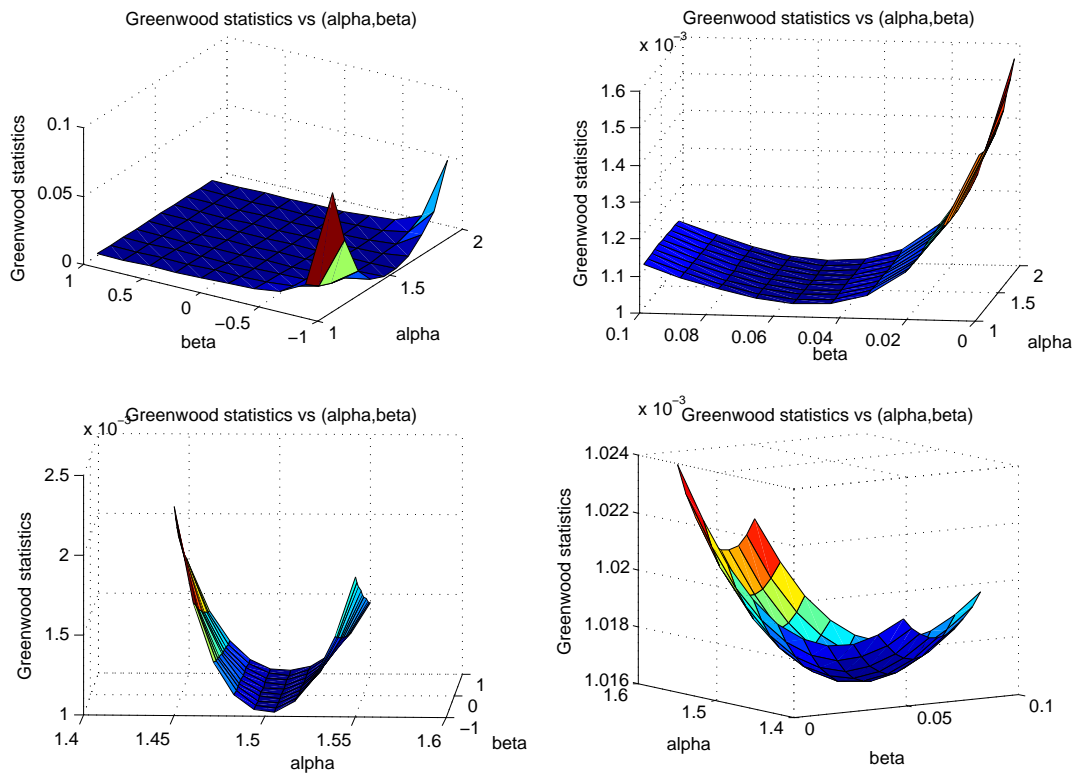 Greenwood statistics vs (alpha,beta)
0.1
0.05
0
Greenwood statistics
1
0.5
0
−0.5
−1
beta
1
1.5
2
alpha
Greenwood statistics vs (alpha,beta)
x 10−3
1.6
1.5
1.4
1.3
1.2
1.1
1
Greenwood statistics
0.1
0.08
0.06
0.04
0.02
0
beta
1
1.5
2
alpha
Greenwood statistics vs (alpha,beta)
x 10−3
2.5
2
1.5
1
Greenwood statistics
1.4
1.45
1.5
1.55
1.6
alpha
1
0
−1
beta
Greenwood statistics vs (alpha,beta)
x 10−3
1.024
1.022
1.02
1.018
1.016
Greenwood statistics
1.6
1.5
1.4
alpha
0
0.05
0.1
beta